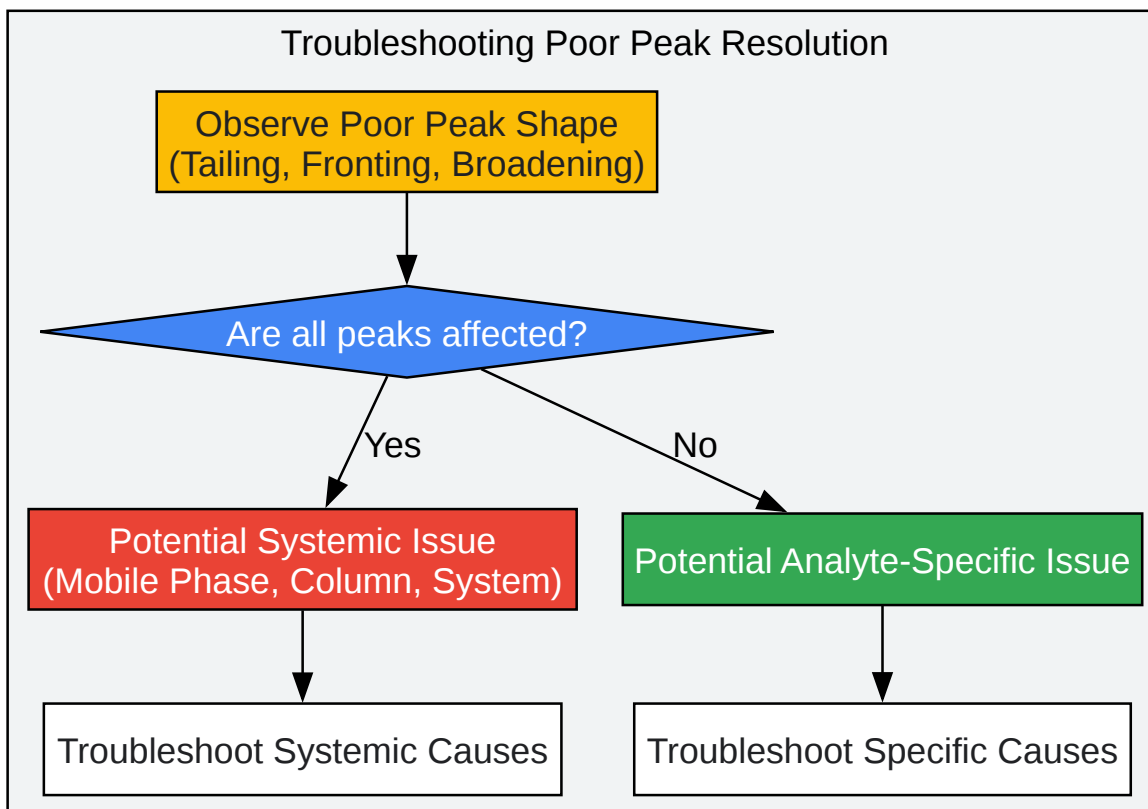 Troubleshooting Poor Peak Resolution
Observe Poor Peak Shape
(Tailing, Fronting, Broadening)
Are all peaks affected?
Yes
No
Potential Systemic Issue
(Mobile Phase, Column, System)
Potential Analyte-Specific Issue
Troubleshoot Systemic Causes
Troubleshoot Specific Causes